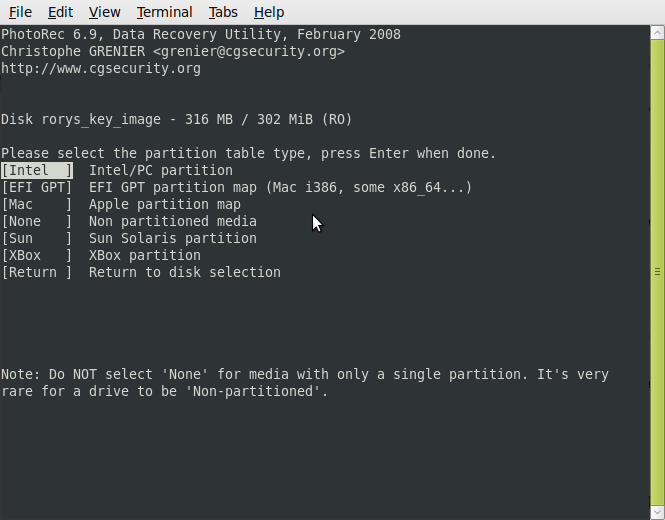 File Edit View Terminal Tabs Help
PhotoRec 6.9, Data Recovery Utility, February 2008
Christophe GRENIER <grenier@cgsecurity.org>
http://www.cgsecurity.org
Disk rorys_key_image - 316 MB / 302 MiB (RO)
Please select the partition table type, press Enter when done.
[Intel  ]  Intel/PC partition
[EFI GPT]  EFI GPT partition map (Mac i386, some x86_64...)
[Mac    ]  Apple partition map
[None   ]  Non partitioned media
[Sun    ]  Sun Solaris partition
[XBox   ]  XBox partition
[Return ]  Return to disk selection
Note: Do NOT select 'None' for media with only a single partition. It's very
rare for a drive to be 'Non-partitioned'.